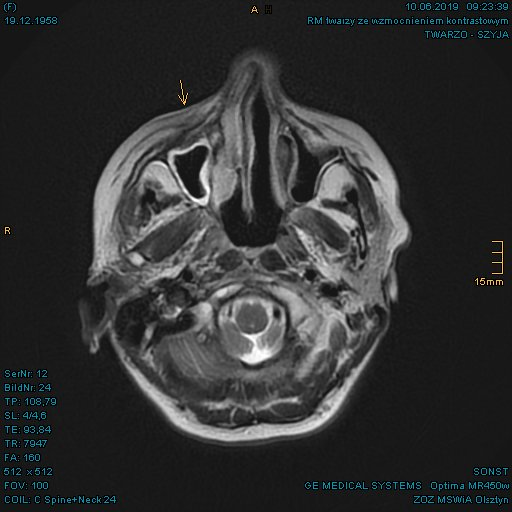 (F)
19.12.1958
A H
10.06.2019 09:23:39
RM twarzy ze wzmocnieniem kontrastowym
TWARZO - SZYJA
R
15mm
SerNr: 12
BildNr: 24
TP: 108,79
SL: 4/4,6
TE: 93,84
TR: 7947
FA: 160
512 x 512
FOV: 100
COIL: C Spine+Neck 24
SONST
GE MEDICAL SYSTEMS Optima MR450w
ZOZ MSWiA Olsztyn